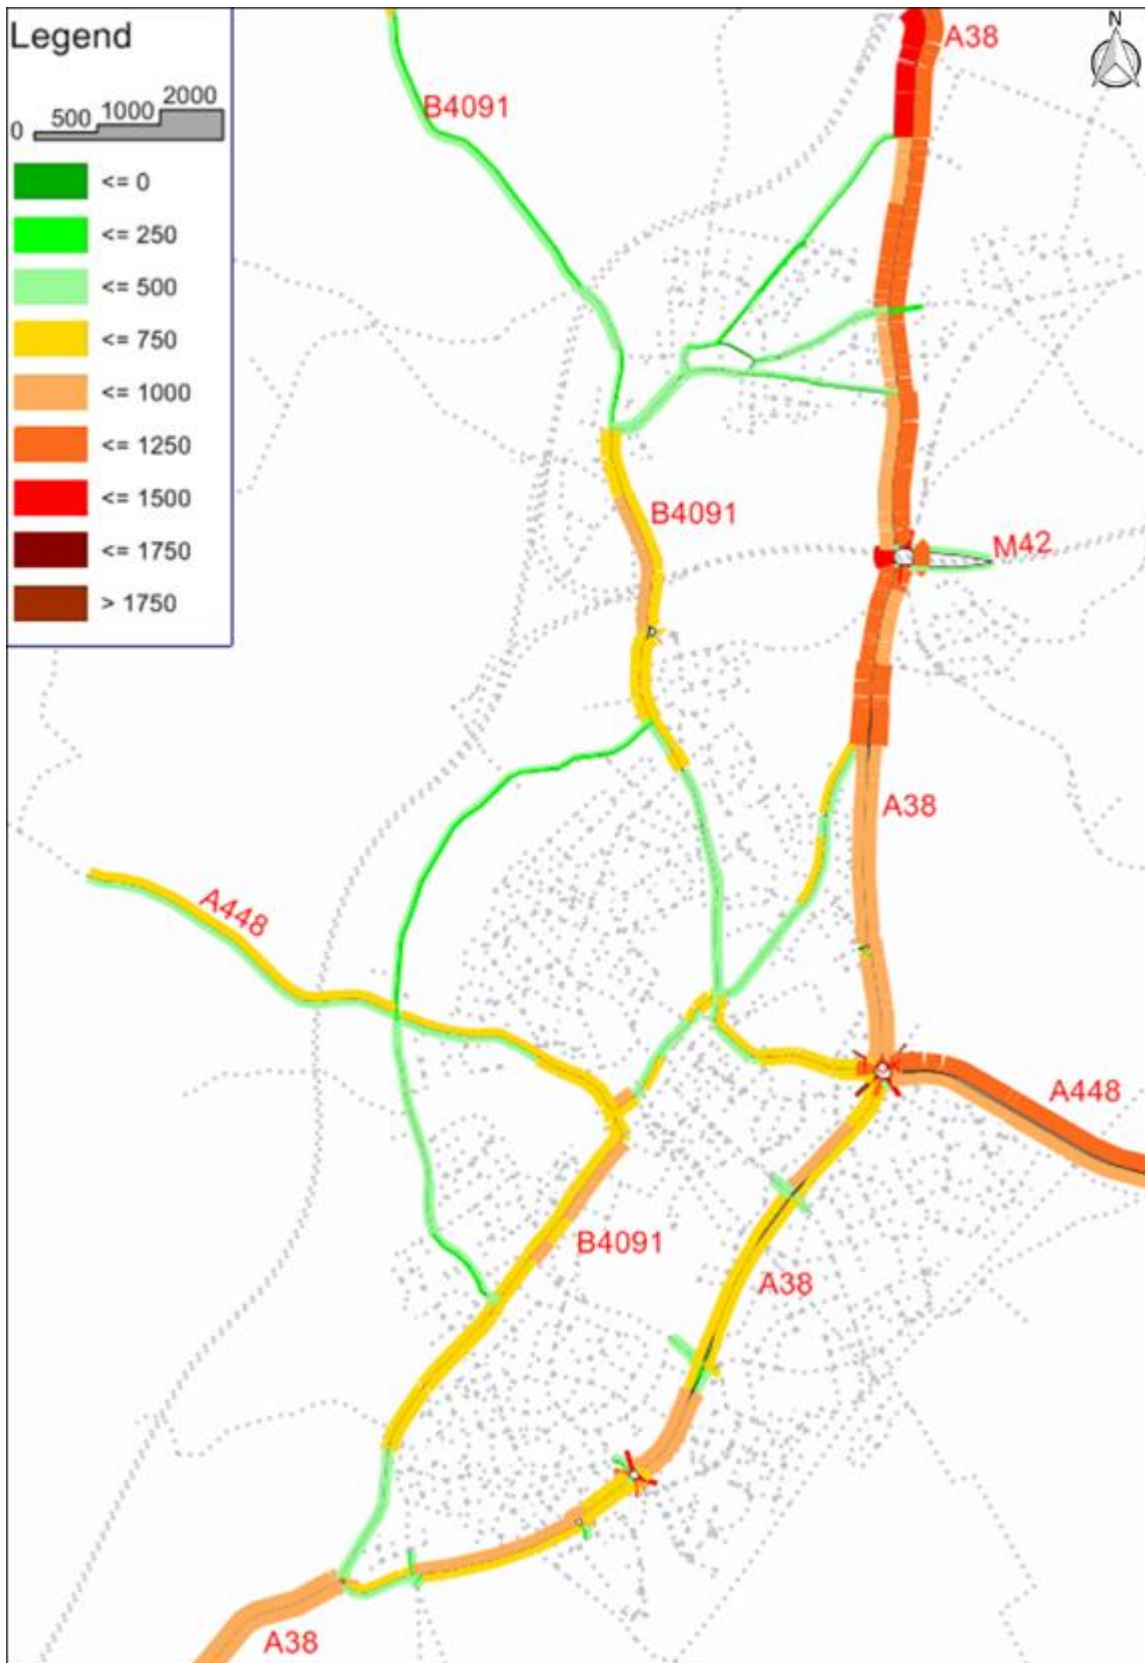 Legend
0 500 1000 2000
<= 0
<= 250
<= 500
<= 750
<= 1000
<= 1250
<= 1500
<= 1750
> 1750
N
A38
B4091
B4091
M42
A38
A448
A448
B4091
A38
A38